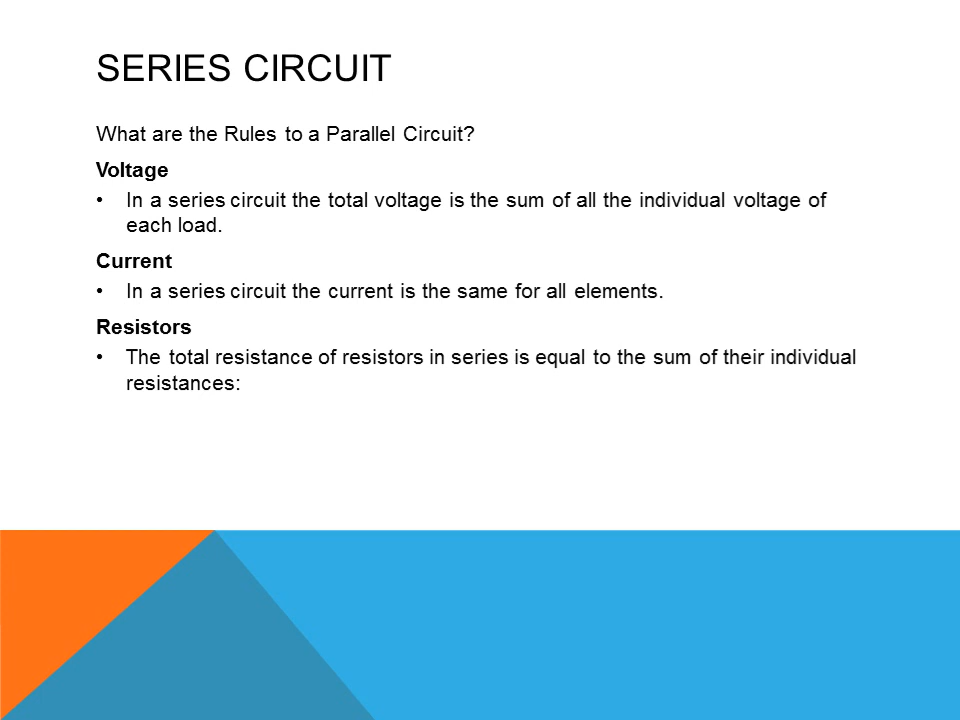 SERIES CIRCUIT
What are the Rules to a Parallel Circuit?
Voltage
• In a series circuit the total voltage is the sum of all the individual voltage of
each load.
Current
• In a series circuit the current is the same for all elements.
Resistors
• The total resistance of resistors in series is equal to the sum of their individual
resistances: